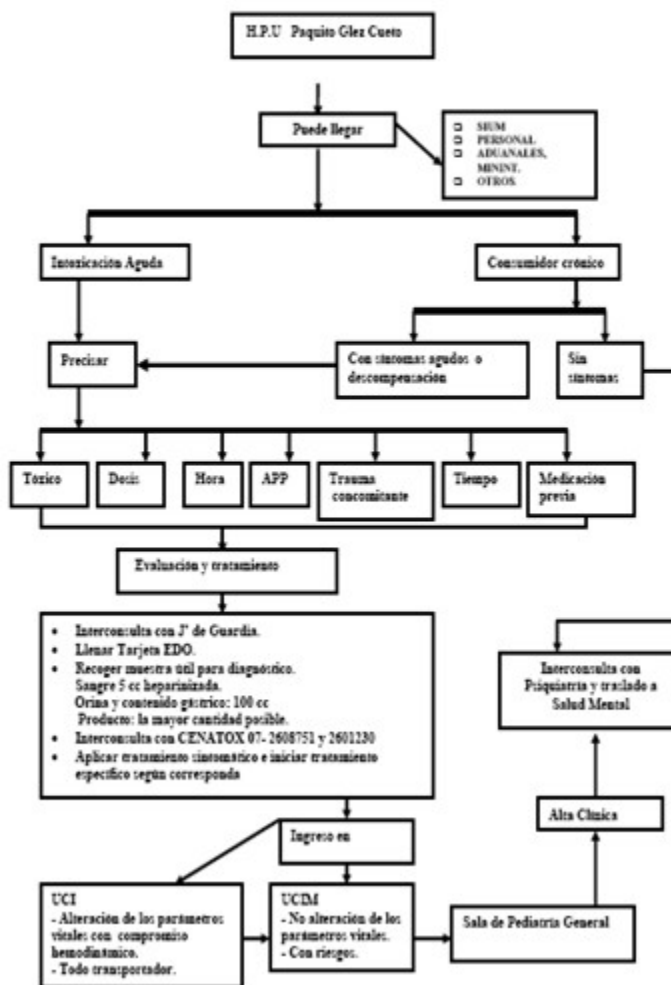 H.P.U Paquito Glez Cueto
Puede llegar
SIUM
PERSONAL
ADUANALES,
MININT.
OTROS
Intoxicación Aguda
Consumidor crónico
Precisar
Con síntomas agudos o
descompensación
Sin
síntomas
Tóxico
Dosis
Hora
APP
Trauma
concomitante
Tiempo
Medicación
previa
Evaluación y tratamiento
• Interconsulta con J' de Guardia.
• Llenar Tarjeta EDO.
• Recoger muestra útil para diagnóstico.
Sangre 5 cc heparinizada.
Orina y contenido gástrico: 100 cc
Producto: la mayor cantidad posible.
• Interconsulta con CENATOX 07- 2608751 y 2601230
• Aplicar tratamiento sintomático e iniciar tratamiento
específico según corresponda
Interconsulta con
Psiquiatría y traslado a
Salud Mental
Alta Clínica
Ingreso en
UCI
- Alteración de los parámetros
vitales con compromiso
hemodinámico.
- Todo transportador.
UCIM
- No alteración de los
parámetros vitales.
- Con riesgos.
Sala de Pediatría General